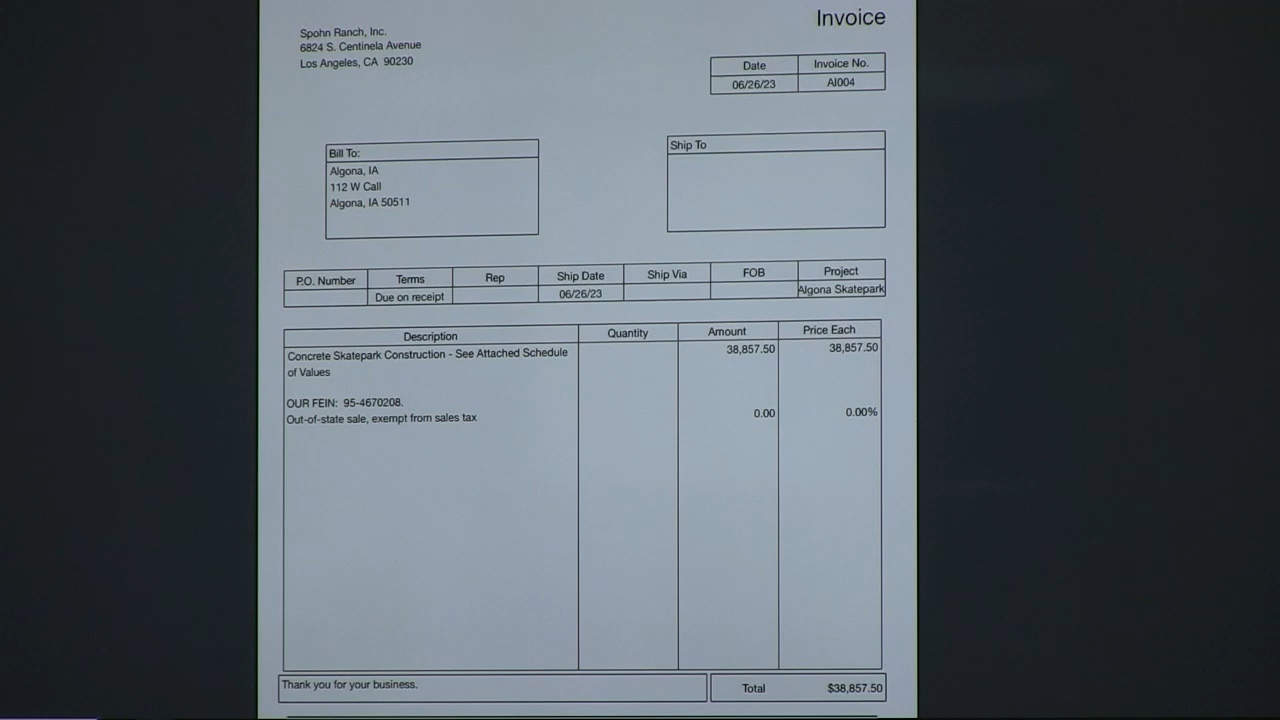 Invoice
Spohn Ranch, Inc.
6824 S. Centinela Avenue
Los Angeles, CA 90230
Date Invoice No.
06/26/23 AI004
Bill To:
Algona, IA
112 W Call
Algona, IA 50511
Ship To
P.O. Number Terms Rep Ship Date Ship Via FOB Project
Due on receipt 06/26/23 Algona Skatepark
Description Quantity Amount Price Each
Concrete Skatepark Construction - See Attached Schedule 38,857.50 38,857.50
of Values
OUR FEIN: 95-4670208.
Out-of-state sale, exempt from sales tax 0.00 0.00%
Thank you for your business.
Total $38,857.50